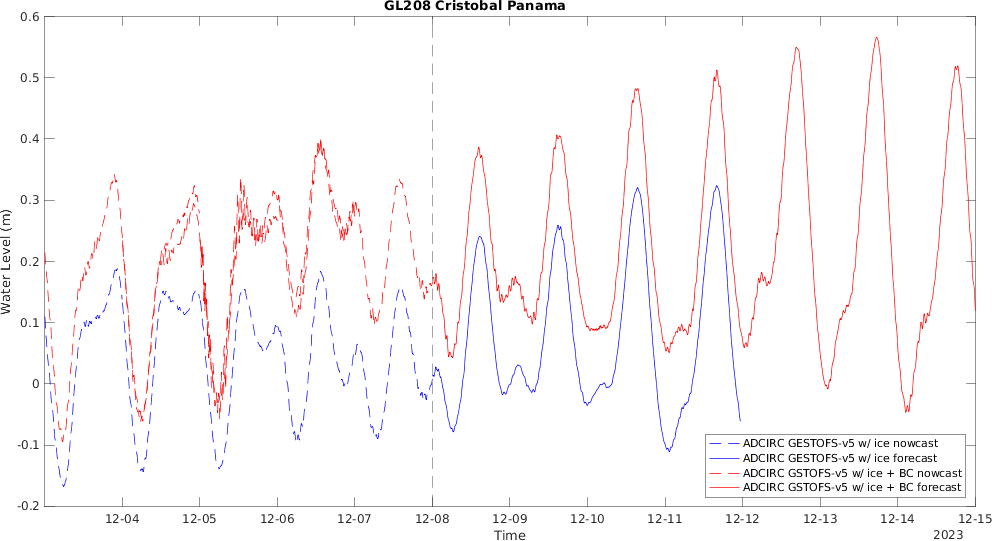 GL208 Cristobal Panama
0.6
0.5
0.4
0.3
0.2
0.1
0
-0.1
-0.2
Water Level (m)
12-04 12-05 12-06 12-07 12-08 12-09 12-10 12-11 12-12 12-13 12-14 12-15
Time
2023
ADCIRC GESTOFS-v5 w/ ice nowcast
ADCIRC GESTOFS-v5 w/ ice forecast
ADCIRC GSTOFS-v5 w/ ice + BC nowcast
ADCIRC GSTOFS-v5 w/ ice + BC forecast